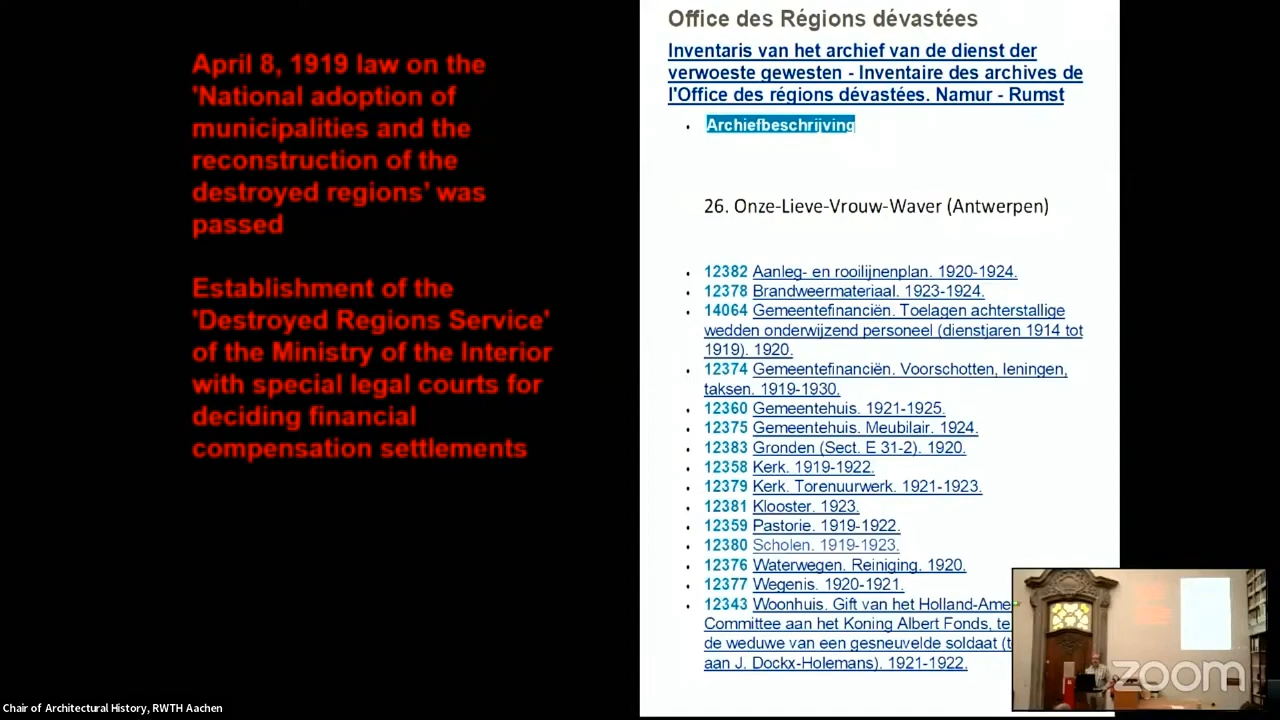 April 8, 1919 law on the
'National adoption of
municipalities and the
reconstruction of the
destroyed regions' was
passed
Establishment of the
'Destroyed Regions Service'
of the Ministry of the Interior
with special legal courts for
deciding financial
compensation settlements
Office des Régions dévastées
Inventaris van het archief van de dienst der
verwoeste gewesten - Inventaire des archives de
l'Office des régions dévastées. Namur - Rumst
• Archiefbeschrijving
26. Onze-Lieve-Vrouw-Waver (Antwerpen)
• 12382 Aanleg- en rooilijnenplan. 1920-1924.
• 12378 Brandweermateriaal. 1923-1924.
• 14064 Gemeentefinanciën. Toelagen achterstallige
wedden onderwijzend personeel (dienstjaren 1914 tot
1919). 1920.
• 12374 Gemeentefinanciën. Voorschotten, leningen,
taksen. 1919-1930.
• 12360 Gemeentehuis. 1921-1925.
• 12375 Gemeentehuis. Meubilair. 1924.
• 12383 Gronden (Sect. E 31-2). 1920.
• 12358 Kerk. 1919-1922.
• 12379 Kerk. Torenuurwerk. 1921-1923.
• 12381 Klooster. 1923.
• 12359 Pastorie. 1919-1922.
• 12380 Scholen. 1919-1923.
• 12376 Waterwegen. Reiniging. 1920.
• 12377 Wegenis. 1920-1921.
• 12343 Woonhuis. Gift van het Holland-Ame
Committee aan het Koning Albert Fonds, te
de weduwe van een gesneuvelde soldaat (t
aan J. Dockx-Holemans). 1921-1922.
zoom
Chair of Architectural History, RWTH Aachen